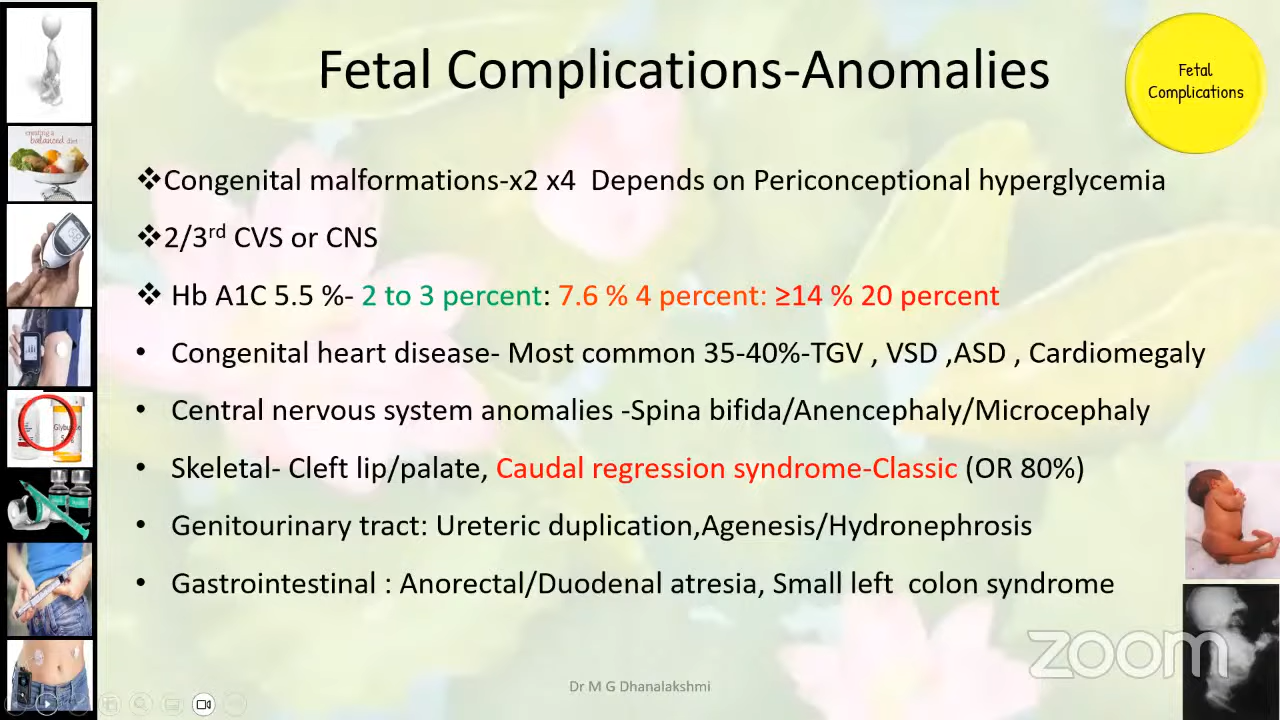 Fetal Complications-Anomalies
Fetal
Complications
creating a
balanced diet
❖Congenital malformations-x2 x4 Depends on Periconceptional hyperglycemia
❖2/3rd CVS or CNS
❖ Hb A1C 5.5 %- 2 to 3 percent: 7.6 % 4 percent: ≥14 % 20 percent
• Congenital heart disease- Most common 35-40%-TGV , VSD ,ASD , Cardiomegaly
• Central nervous system anomalies -Spina bifida/Anencephaly/Microcephaly
• Skeletal- Cleft lip/palate, Caudal regression syndrome-Classic (OR 80%)
• Genitourinary tract: Ureteric duplication,Agenesis/Hydronephrosis
• Gastrointestinal : Anorectal/Duodenal atresia, Small left colon syndrome
zoom
Dr M G Dhanalakshmi